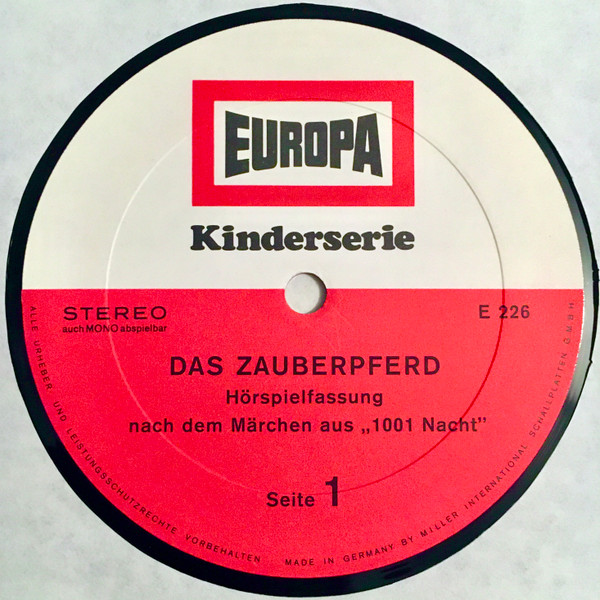 EUROPA
Kinderserie
STEREO
auch MONO abspielbar
E 226
DAS ZAUBERPFERD
Hörspielfassung
nach dem Märchen aus „1001 Nacht”
Seite 1
ALLE URHEBER- UND LEISTUNGSSCHUTZRECHTE VORBEHALTEN
MADE IN GERMANY BY MILLER INTERNATIONAL SCHALLPLATTEN GMBH